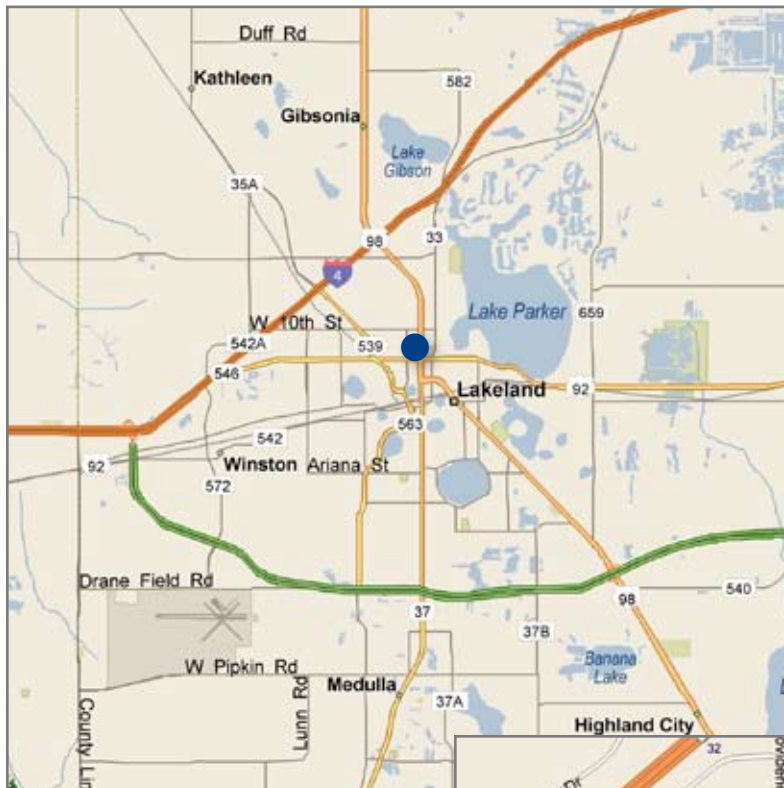 Duff Rd
Kathleen
582
Gibsonia
Lake
Gibson
35A
98
33
4
Lake Parker
659
W 10th St
542A
539
546
Lakeland
92
563
542
92
Winston
Ariana St
572
Drane Field Rd
98
540
37
37B
W Pipkin Rd
Banana
Lake
Medulla
Lunn Rd
37A
County Lin
Highland City
32
Dr